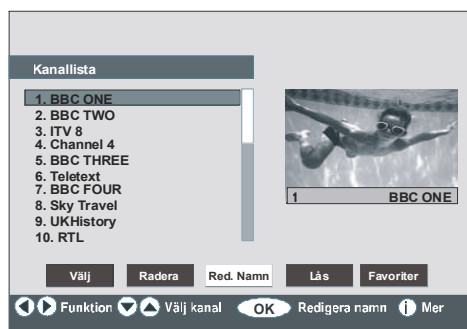 Kanallista
1. BBC ONE
2. BBC TWO
3. ITV 8
4. Channel 4
5. BBC THREE
6. Teletext
7. BBC FOUR
8. Sky Travel
9. UKHistory
10. RTL
1 BBC ONE
Välj Radera Red. Namn Lås Favoriter
Funktion Välj kanal OK Redigera namn i Mer